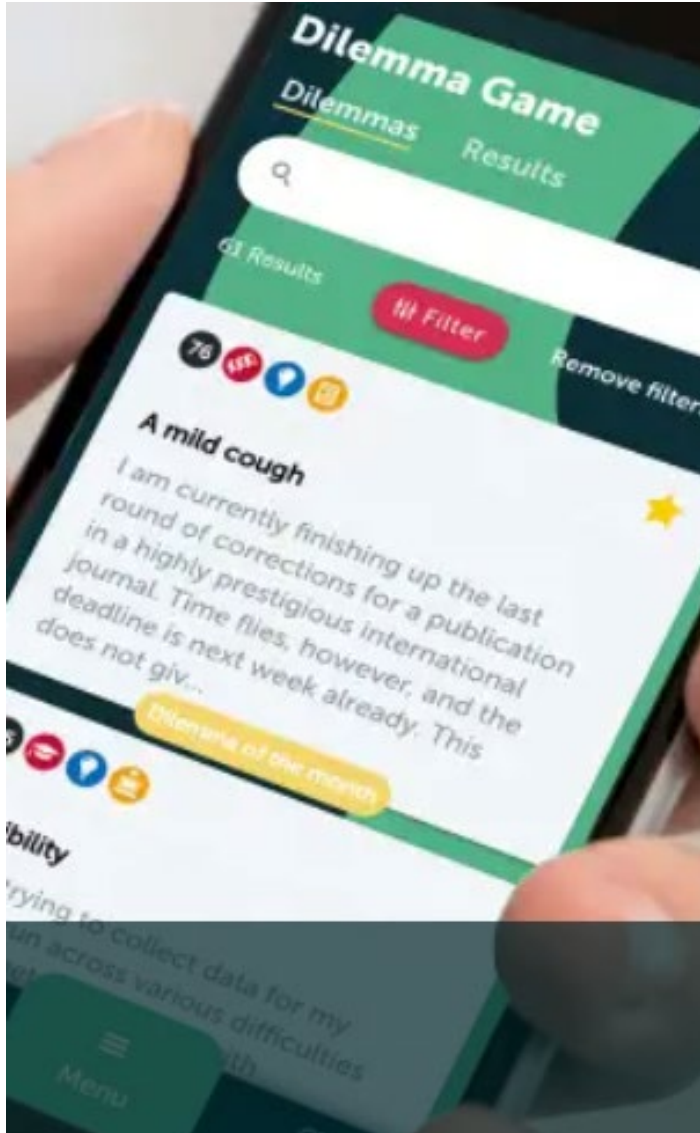 Dilemma Game
Dilemmas
Results
61 Results
Filter
Remove filter
76
$$$
A mild cough
I am currently finishing up the last
round of corrections for a publication
in a highly prestigious international
journal. Time flies, however, and the
deadline is next week already. This
does not giv...
Dilemma of the month
ibility
trying to collect data for my
un across various difficulties
Menu